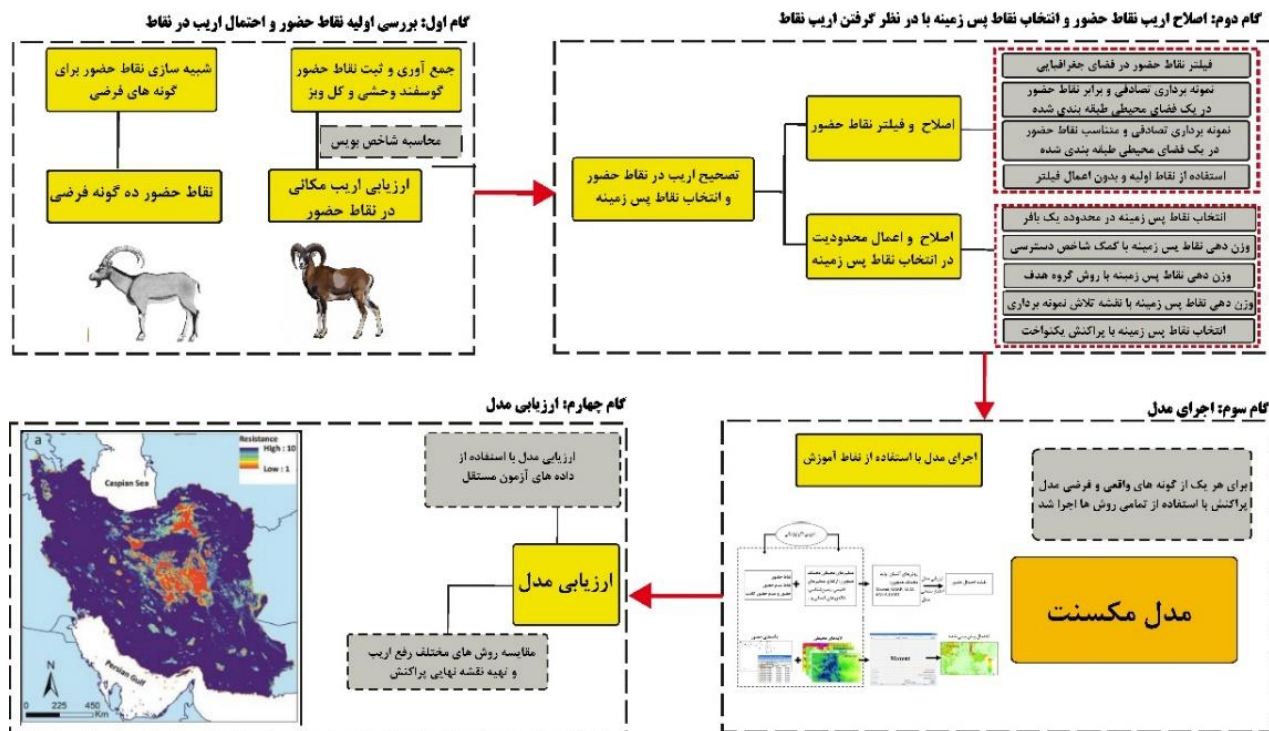 گام اول: بررسی اولیه نقاط حضور و احتمال اریب در نقاط
جمع آوری و ثبت نقاط حضور
گوسفند وحشی و کل وبز
محاسبه شاخص بویس
ارزیابی اریب مکانی
در نقاط حضور
شبیه سازی نقاط حضور برای
گونه های فرضی
نقاط حضور ده گونه فرضی
گام دوم: اصلاح اریب نقاط حضور و انتخاب نقاط پس زمینه با در نظر گرفتن اریب نقاط
تصحیح اریب در نقاط حضور
و انتخاب نقاط پس زمینه
اصلاح و فیلتر نقاط حضور
فیلتر نقاط حضور در فضای جغرافیایی
نمونه برداری تصادفی و برابر نقاط حضور
در یک فضای محیطی طبقه بندی شده
نمونه برداری تصادفی و متناسب نقاط حضور
در یک فضای محیطی طبقه بندی شده
استفاده از نقاط اولیه و بدون اعمال فیلتر
اصلاح و اعمال محدودیت
در انتخاب نقاط پس زمینه
انتخاب نقاط پس زمینه در محدوده یک بافر
وزن دهی نقاط پس زمینه با کمک شاخص دسترسی
وزن دهی نقاط پس زمینه با روش گروه هدف
وزن دهی نقاط پس زمینه با نقشه تلاش نمونه برداری
انتخاب نقاط پس زمینه با پراکنش یکنواخت
گام سوم: اجرای مدل
اجرای مدل با استفاده از نقاط آموزش
برای هر یک از گونه های واقعی و فرضی مدل
پراکنش با استفاده از تمامی روش ها اجرا شد
مدل مکسنت
Maxent
گام چهارم: ارزیابی مدل
ارزیابی مدل با استفاده از
داده های آزمون مستقل
ارزیابی مدل
مقایسه روش های مختلف رفع اریب
و تهیه نقشه نهایی پراکنش
a
Resistance
High : 10
Low : 1
Caspian Sea
Persian Gulf
N
0 225 450
Km